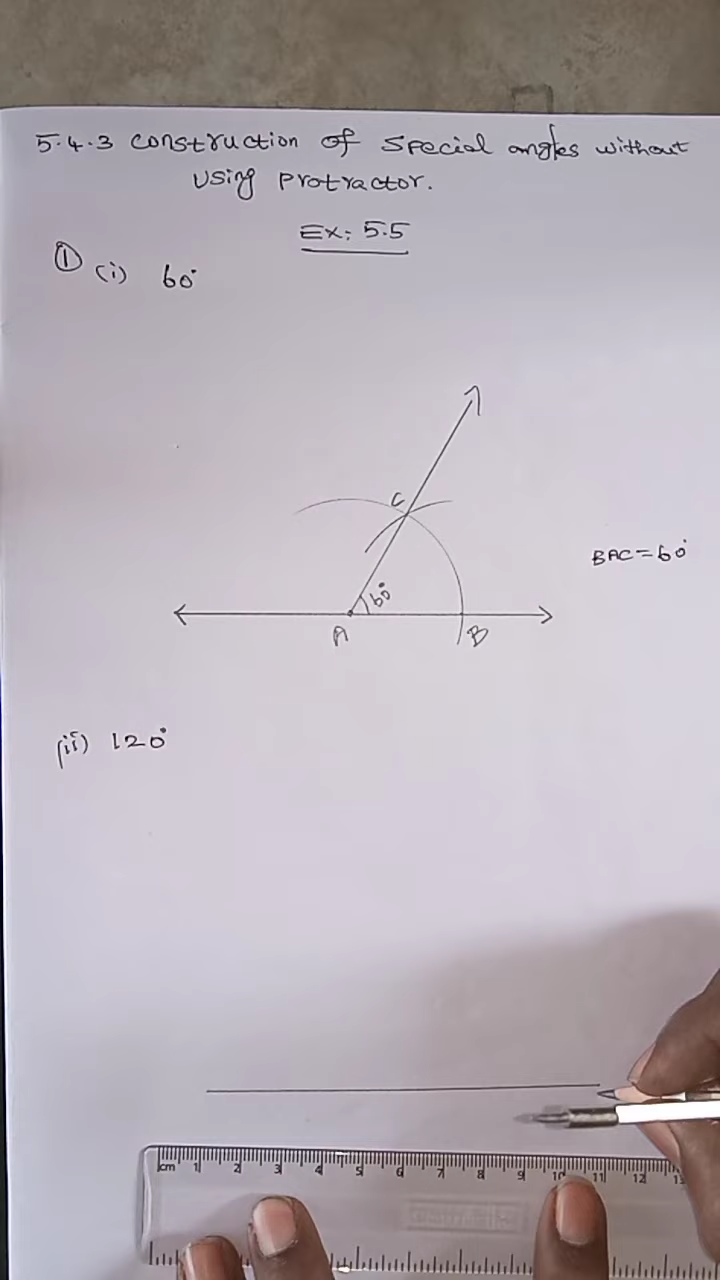 5.4.3 Construction of Special angles without
using Protractor.
Ex: 5.5
① (i) 60°
C
BAC = 60°
60°
A B
(ii) 120°
cm 1 2 3 4 5 6 7 8 9 10 11 12 13